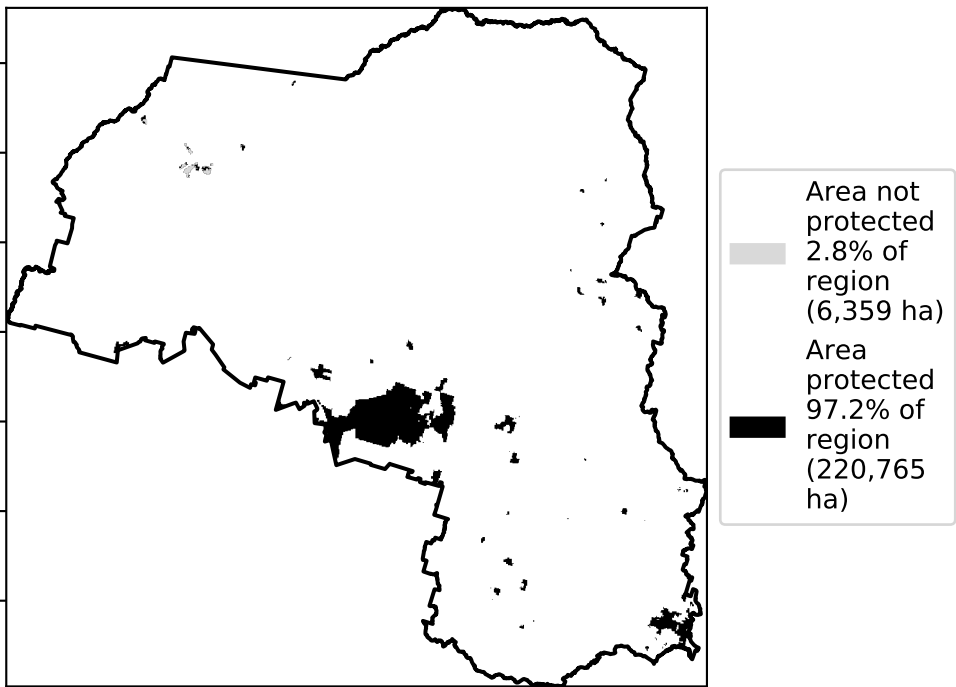 Area not
protected
2.8% of
region
(6,359 ha)
Area
protected
97.2% of
region
(220,765
ha)